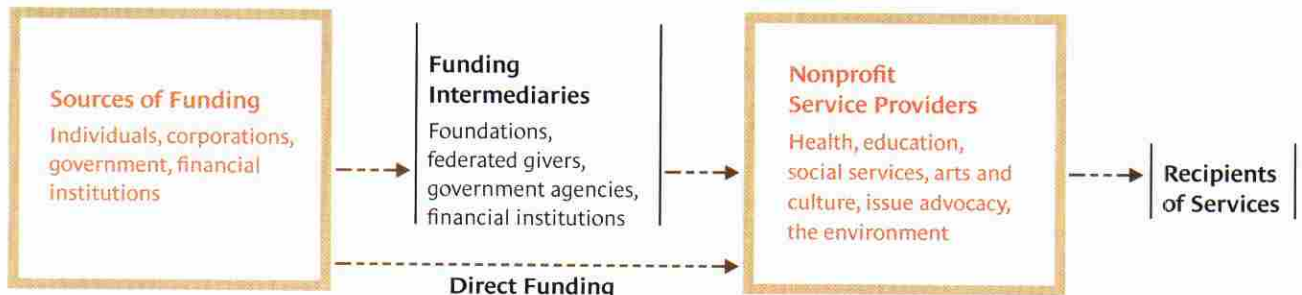 Sources of Funding
Individuals, corporations,
government, financial
institutions
Funding
Intermediaries
Foundations,
federated givers,
government agencies,
financial institutions
Direct Funding
Nonprofit
Service Providers
Health, education,
social services, arts and
culture, issue advocacy,
the environment
Recipients
of Services